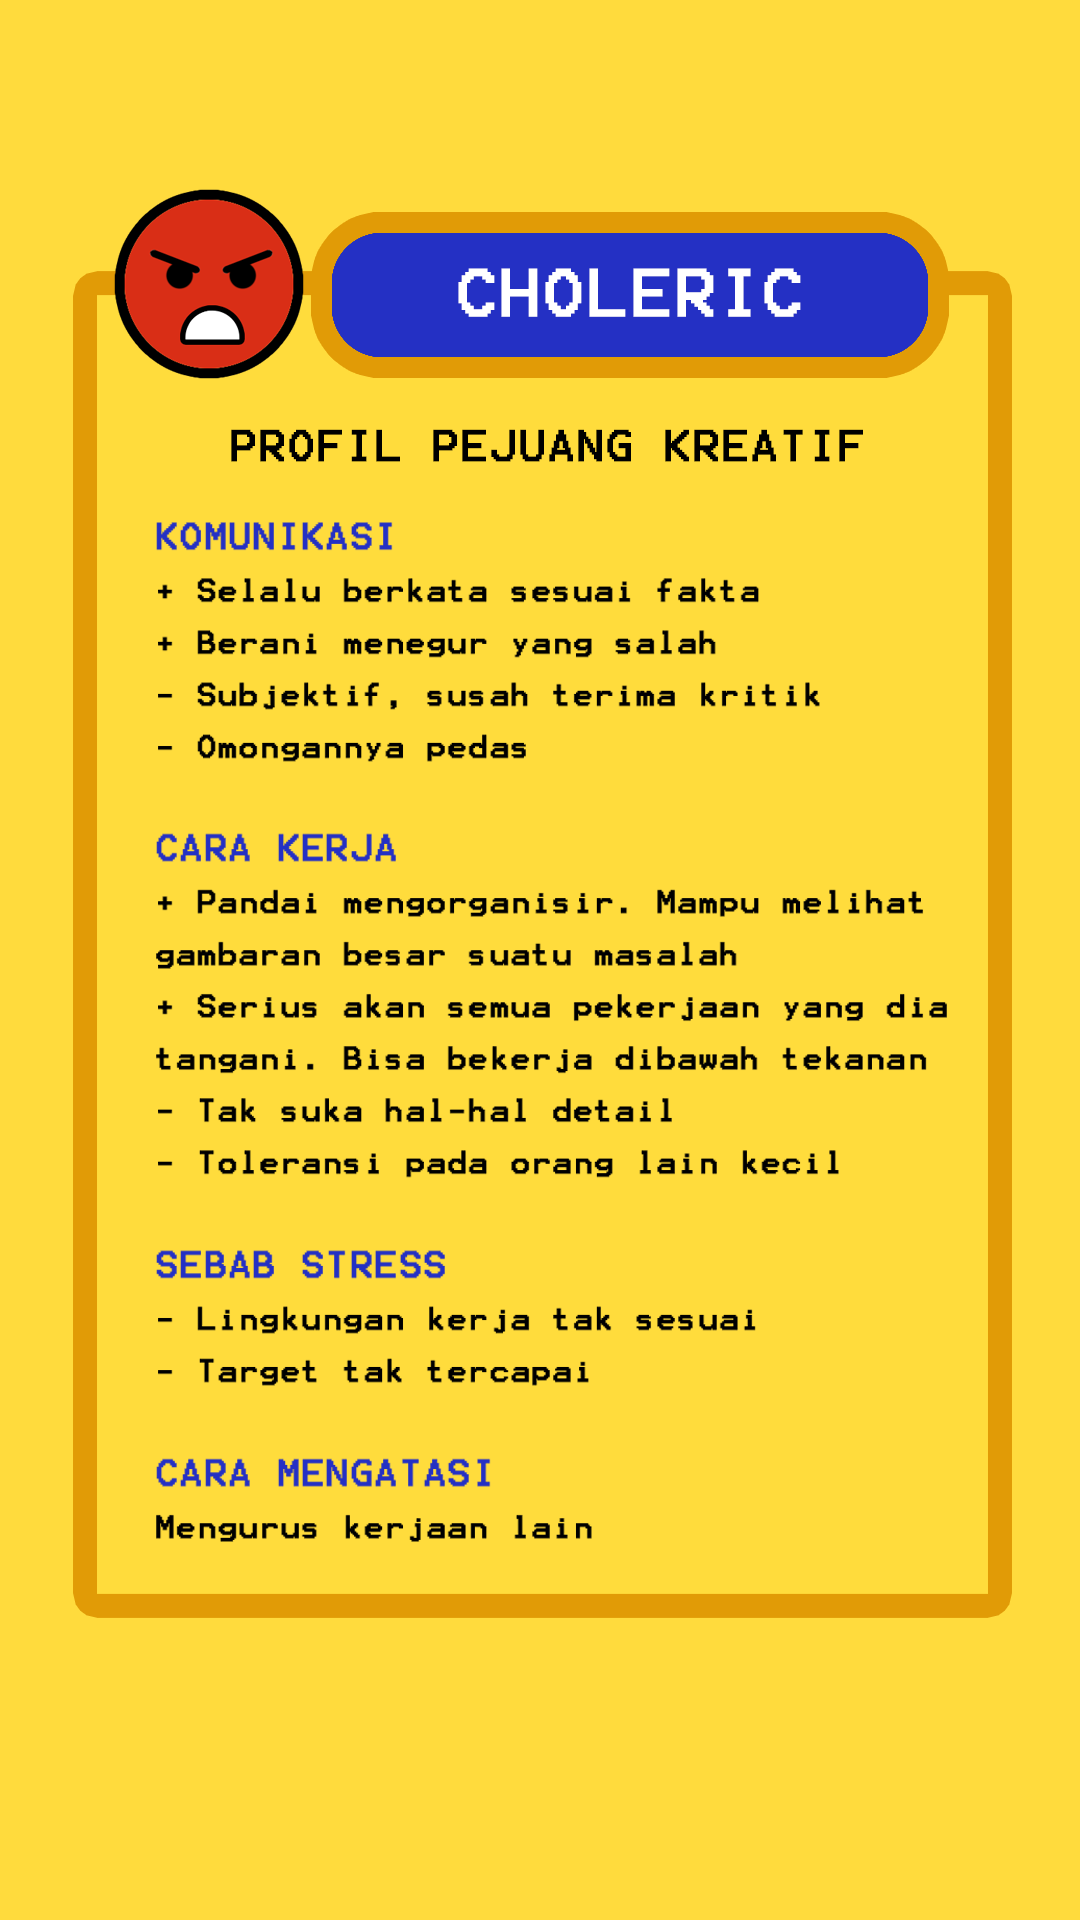 CHOLERIC
PROFIL PEJUANG KREATIF
KOMUNIKASI
+ Selalu berkata sesuai fakta
+ Berani menegur yang salah
- Subjektif, susah terima kritik
- Omongannya pedas
CARA KERJA
+ Pandai mengorganisir. Mampu melihat
gambaran besar suatu masalah
+ Serius akan semua pekerjaan yang dia
tangani. Bisa bekerja dibawah tekanan
- Tak suka hal-hal detail
- Toleransi pada orang lain kecil
SEBAB STRESS
- Lingkungan kerja tak sesuai
- Target tak tercapai
CARA MENGATASI
Mengurus kerjaan lain